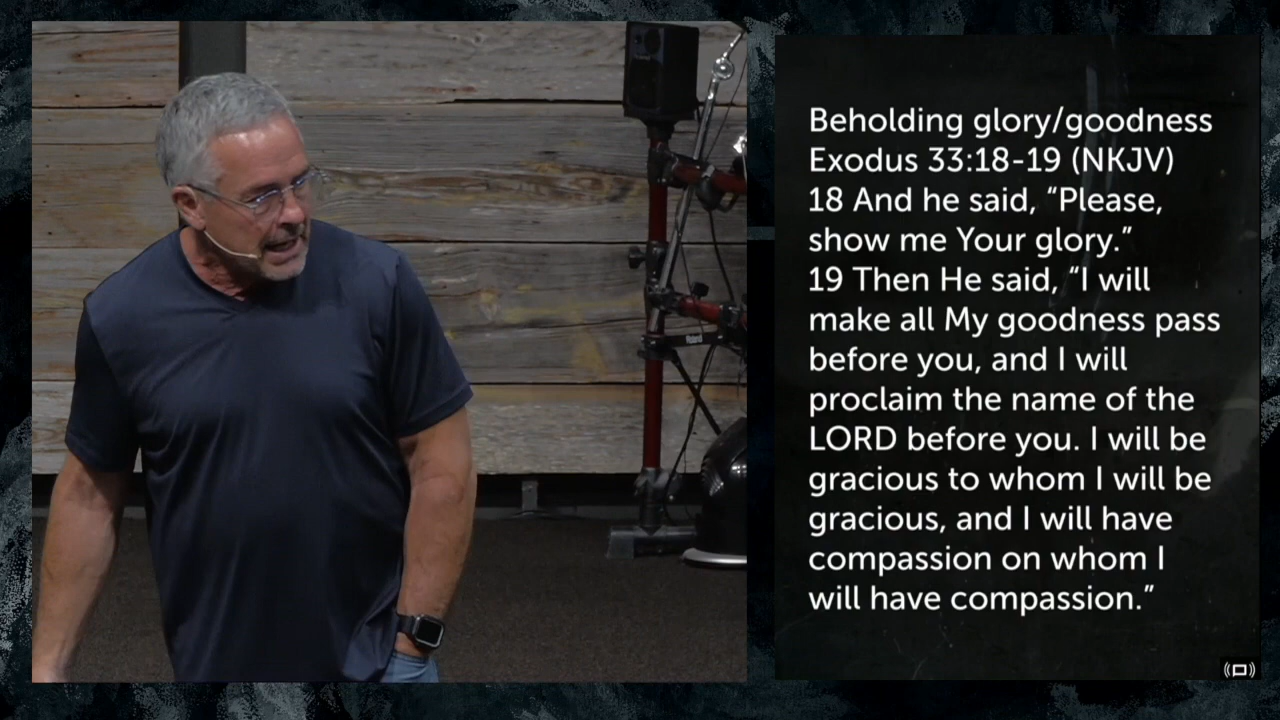 Beholding glory/goodness
Exodus 33:18-19 (NKJV)
18 And he said, “Please,
show me Your glory.”
19 Then He said, “I will
make all My goodness pass
before you, and I will
proclaim the name of the
LORD before you. I will be
gracious to whom I will be
gracious, and I will have
compassion on whom I
will have compassion.”
Roland